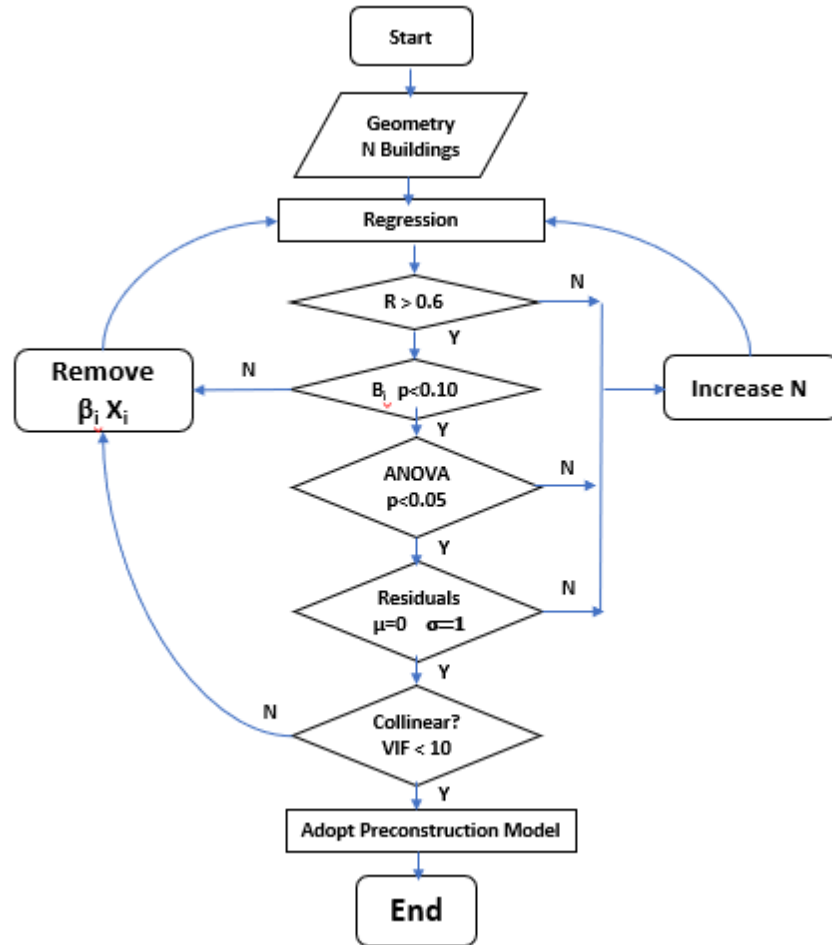 Start
Geometry
N Buildings
Regression
R > 0.6
N
Y
Remove
βi Xi
N
Bi p<0.10
Increase N
Y
ANOVA
p<0.05
N
Y
Residuals
μ=0 σ=1
N
Y
N
Collinear?
VIF < 10
Y
Adopt Preconstruction Model
End